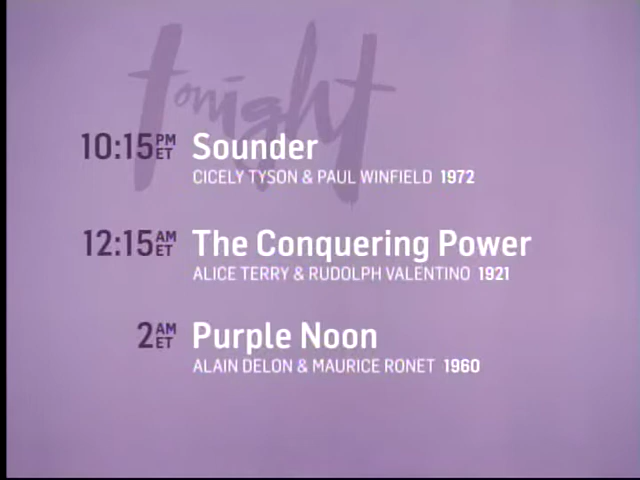 tonight
10:15 PM ET Sounder
CICELY TYSON & PAUL WINFIELD 1972
12:15 AM ET The Conquering Power
ALICE TERRY & RUDOLPH VALENTINO 1921
2 AM ET Purple Noon
ALAIN DELON & MAURICE RONET 1960